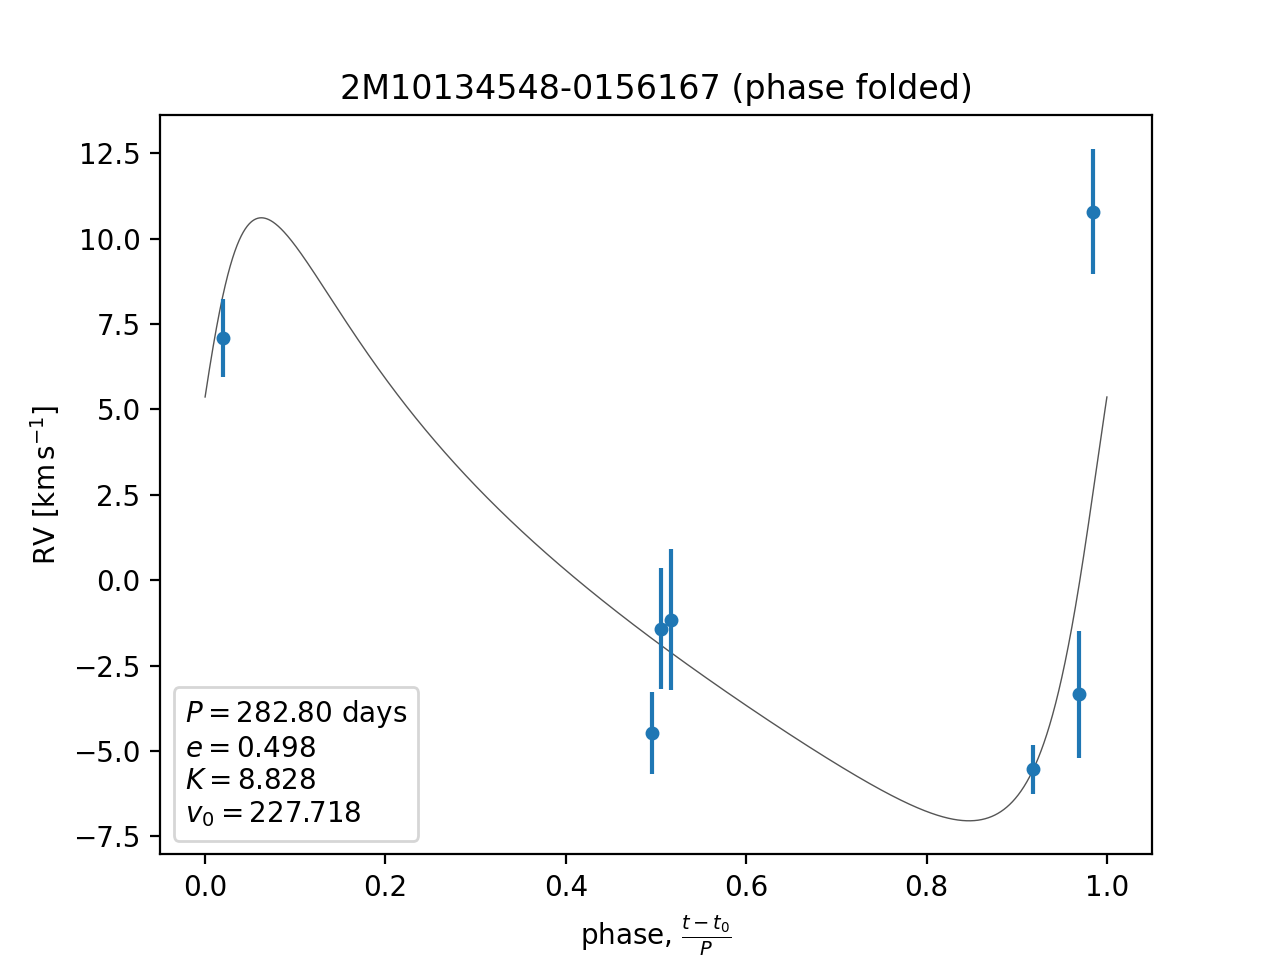 2M10134548-0156167 (phase folded)
RV [km s⁻¹]
12.5
10.0
7.5
5.0
2.5
0.0
−2.5
−5.0
−7.5
P = 282.80 days
e = 0.498
K = 8.828
v₀ = 227.718
0.0 0.2 0.4 0.6 0.8 1.0
phase, (t − t₀)/P